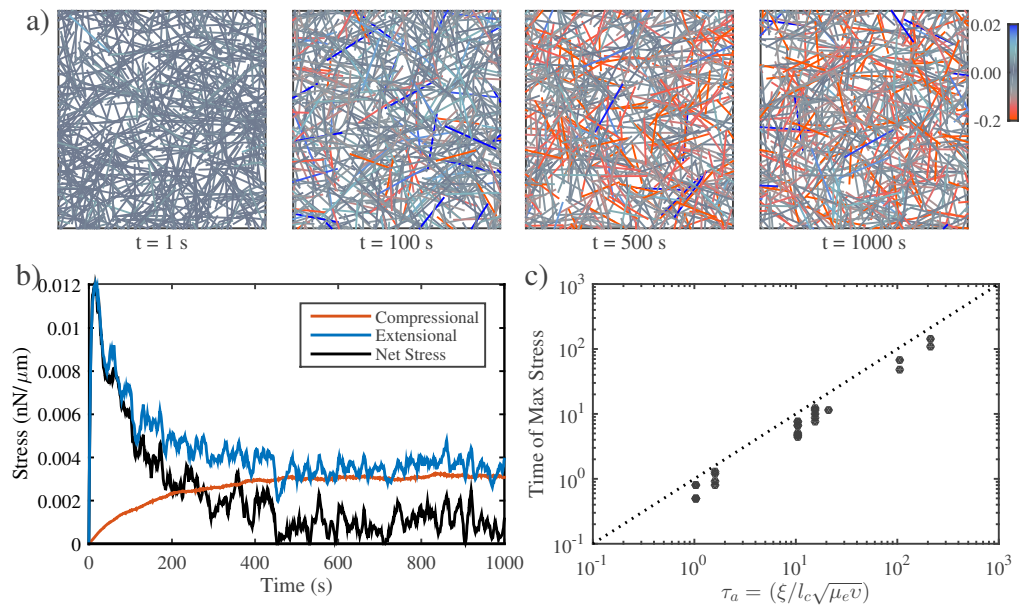 a)
0.02
0.00
-0.2
t = 1 s
t = 100 s
t = 500 s
t = 1000 s
b)
0.012
0.01
0.008
0.006
0.004
0.002
0
Stress (nN/μm)
Compressional
Extensional
Net Stress
0 200 400 600 800 1000
Time (s)
c)
10^3
10^2
10^1
10^0
10^-1
Time of Max Stress
10^-1 10^0 10^1 10^2 10^3
τ_a = (ξ/l_c√μ_eυ)